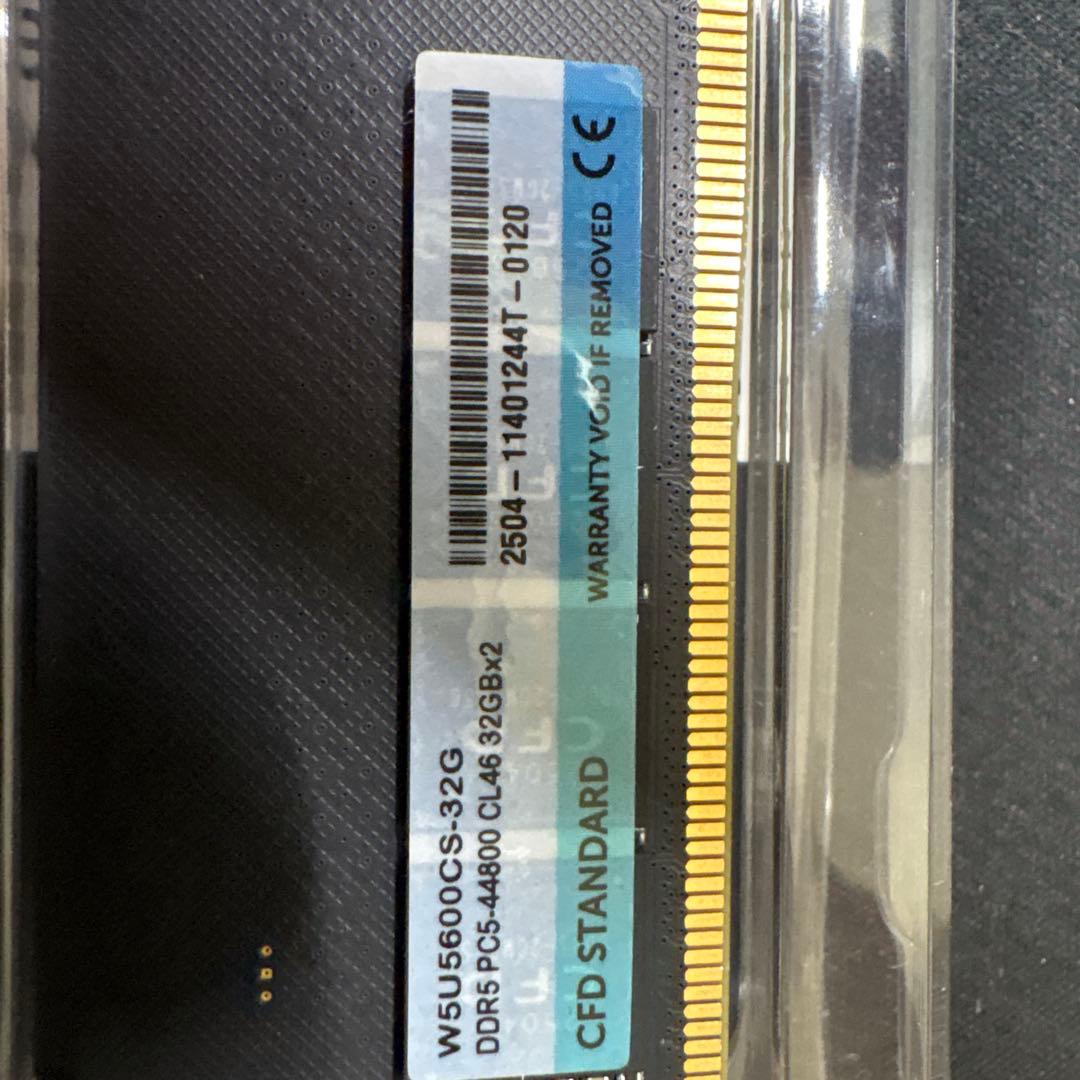 W5U5600CS-32G
DDR5 PC5-44800 CL46 32GBx2
2504-11401244T-0120
CFD STANDARD
WARRANTY VOID IF REMOVED CE